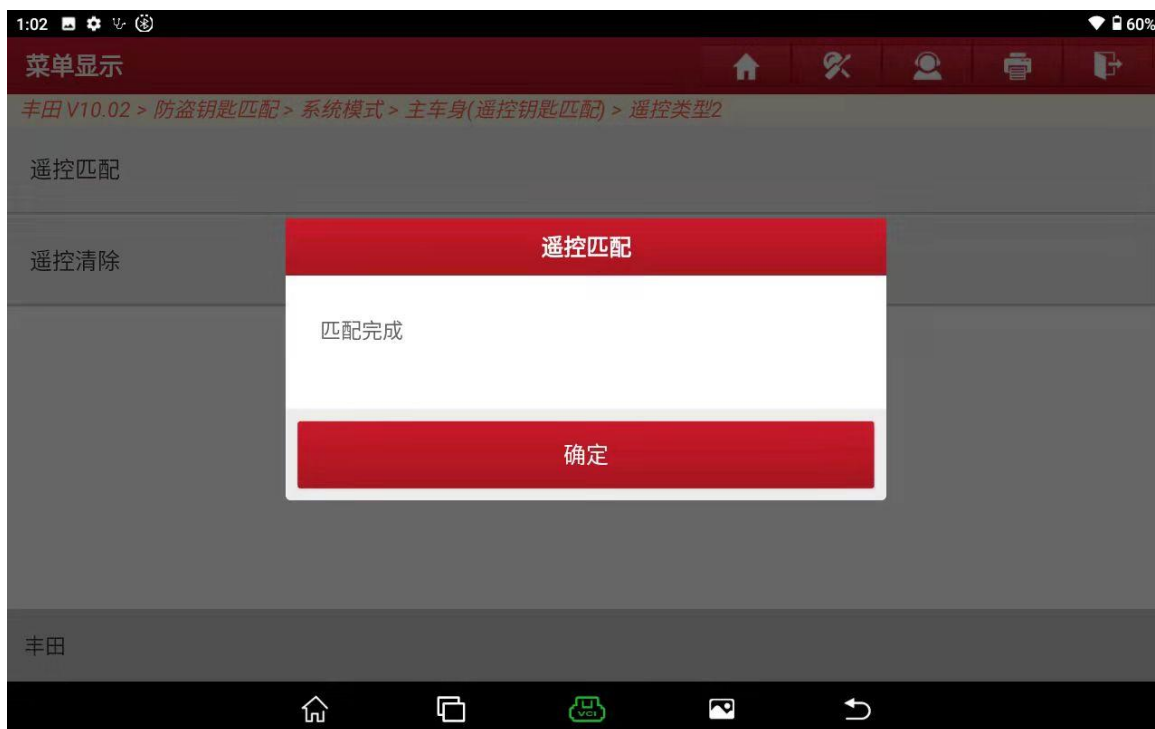 1:02
60%
菜单显示
丰田 V10.02 > 防盗钥匙匹配 > 系统模式 > 主车身(遥控钥匙匹配) > 遥控类型2
遥控匹配
遥控清除
遥控匹配
匹配完成
确定
丰田
VCI